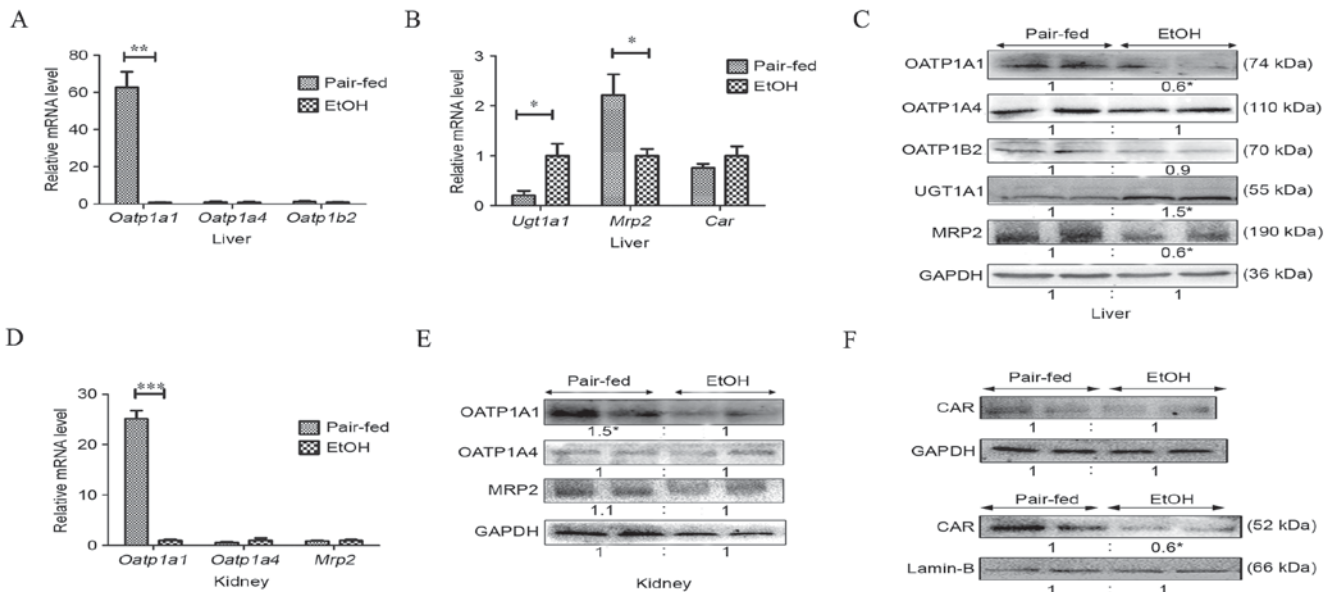 A
**
80
60
40
20
0
Relative mRNA level
Pair-fed
EtOH
Oatp1a1 Oatp1a4 Oatp1b2
Liver
B
*
*
3
2
1
0
Relative mRNA level
Pair-fed
EtOH
Ugt1a1 Mrp2 Car
Liver
C
Pair-fed EtOH
OATP1A1 (74 kDa)
1 : 0.6*
OATP1A4 (110 kDa)
1 : 1
OATP1B2 (70 kDa)
1 : 0.9
UGT1A1 (55 kDa)
1 : 1.5*
MRP2 (190 kDa)
1 : 0.6*
GAPDH (36 kDa)
1 : 1
Liver
D
***
30
20
10
0
Relative mRNA level
Pair-fed
EtOH
Oatp1a1 Oatp1a4 Mrp2
Kidney
E
Pair-fed EtOH
OATP1A1
1.5* : 1
OATP1A4
1 : 1
MRP2
1.1 : 1
GAPDH
1 : 1
Kidney
F
Pair-fed EtOH
CAR
1 : 1
GAPDH
1 : 1
Pair-fed EtOH
CAR (52 kDa)
1 : 0.6*
Lamin-B (66 kDa)
1 : 1